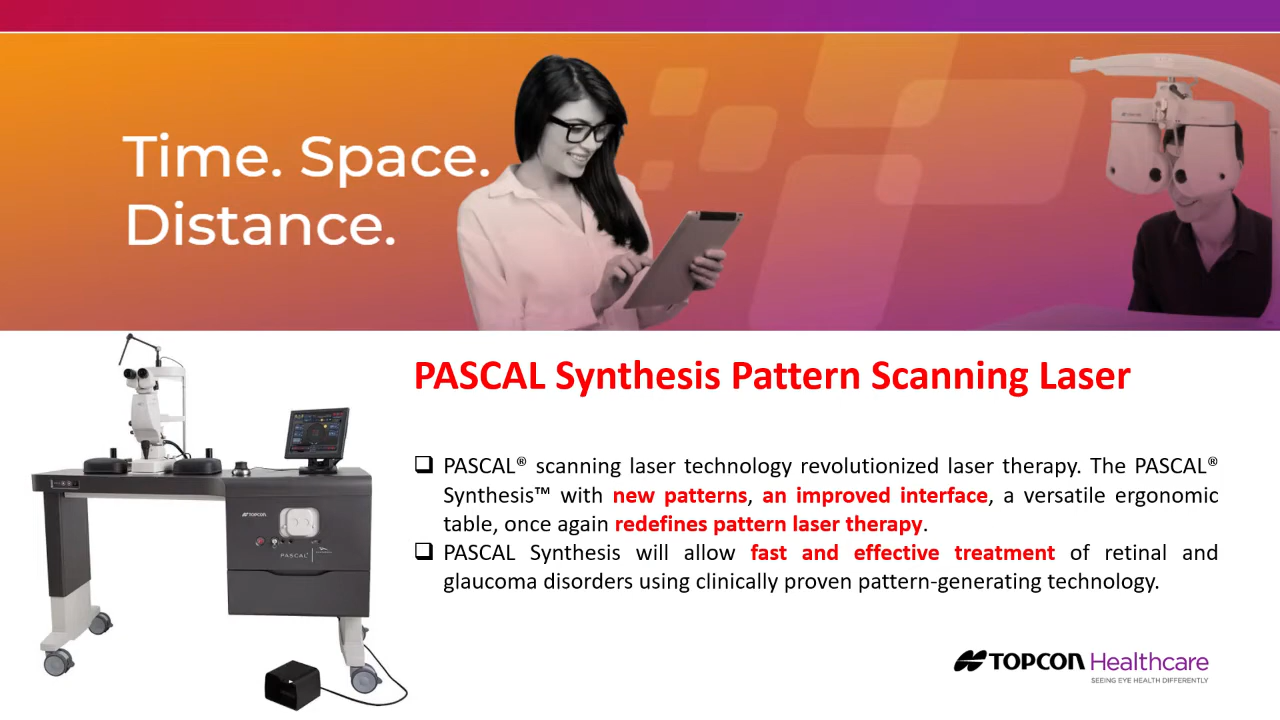 Time. Space.
Distance.
PASCAL Synthesis Pattern Scanning Laser
PASCAL® scanning laser technology revolutionized laser therapy. The PASCAL®
Synthesis™ with new patterns, an improved interface, a versatile ergonomic
table, once again redefines pattern laser therapy.
PASCAL Synthesis will allow fast and effective treatment of retinal and
glaucoma disorders using clinically proven pattern-generating technology.
TOPCON
PASCAL
TOPCON Healthcare
SEEING EYE HEALTH DIFFERENTLY